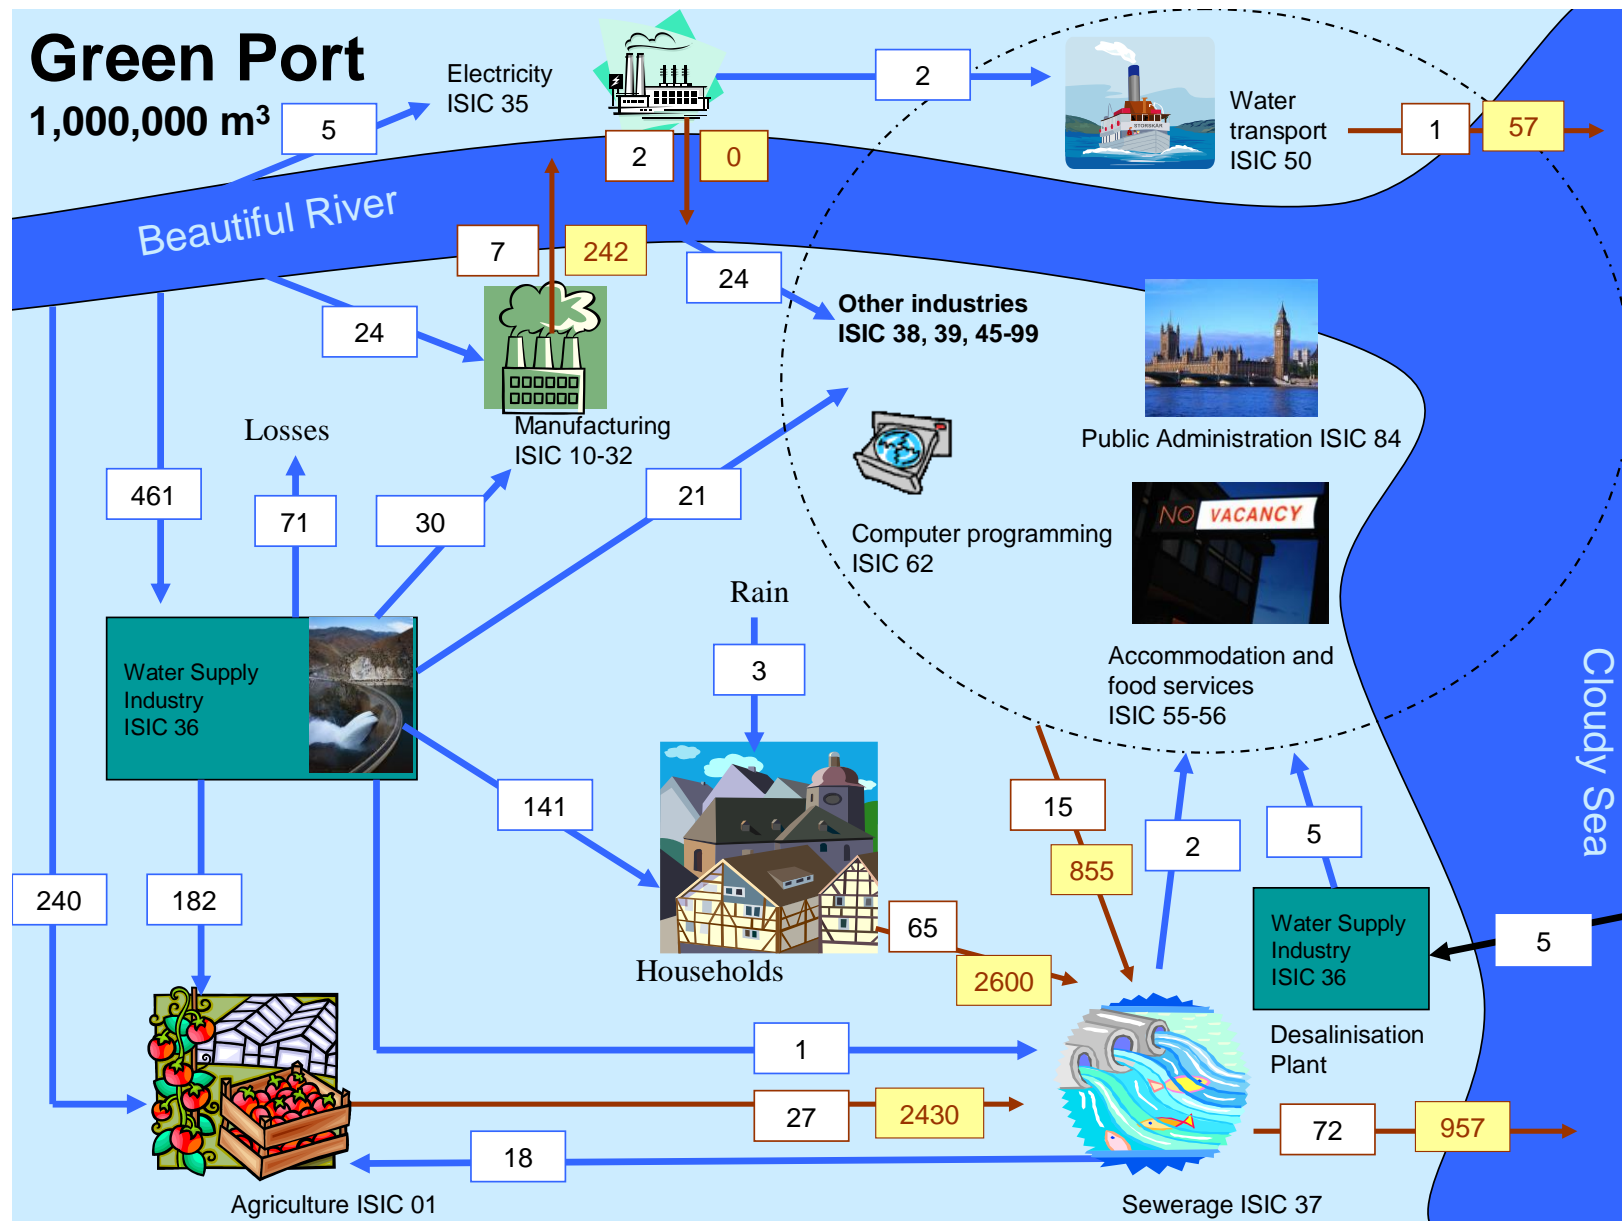 Green Port
1,000,000 m³
5
Electricity
ISIC 35
2
Water
transport
ISIC 50
STORSKÄR
1
57
2
0
Beautiful River
7
242
24
24
Other industries
ISIC 38, 39, 45-99
Manufacturing
ISIC 10-32
Public Administration ISIC 84
Losses
461
71
30
21
Computer programming
ISIC 62
NO VACANCY
Rain
3
Water Supply
Industry
ISIC 36
Accommodation and
food services
ISIC 55-56
Cloudy Sea
141
15
855
2
5
240
182
65
2600
Households
Water Supply
Industry
ISIC 36
5
Desalinisation
Plant
1
27
2430
72
957
18
Agriculture ISIC 01
Sewerage ISIC 37